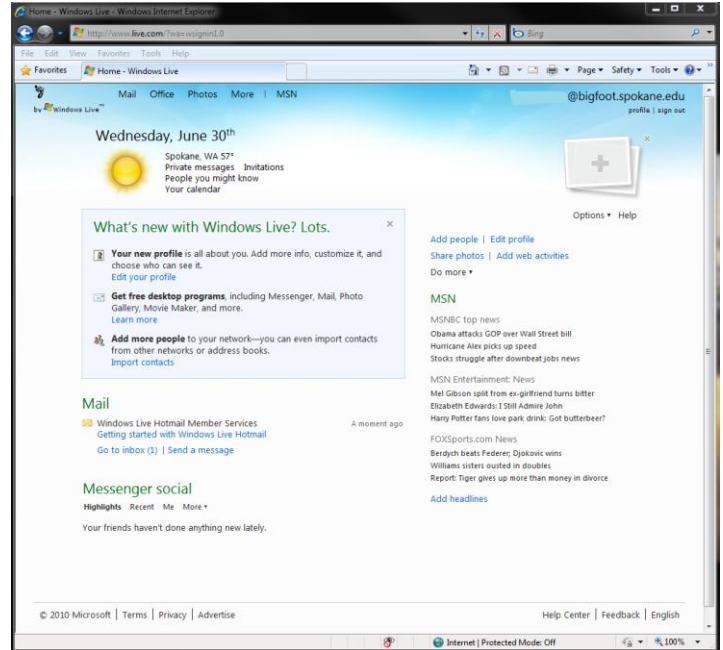 Home - Windows Live - Windows Internet Explorer
http://www.live.com/?wa=wsignin1.0
Bing
File Edit View Favorites Tools Help
Favorites Home - Windows Live Page Safety Tools
by Windows Live™ Mail Office Photos More | MSN
@bigfoot.spokane.edu
profile | sign out
Wednesday, June 30th
Spokane, WA 57°
Private messages Invitations
People you might know
Your calendar
Options Help
What's new with Windows Live? Lots.
Your new profile is all about you. Add more info, customize it, and
choose who can see it.
Edit your profile
Get free desktop programs, including Messenger, Mail, Photo
Gallery, Movie Maker, and more.
Learn more
Add more people to your network—you can even import contacts
from other networks or address books.
Import contacts
Mail
Windows Live Hotmail Member Services A moment ago
Getting started with Windows Live Hotmail
Go to inbox (1) | Send a message
Messenger social
Highlights Recent Me More
Your friends haven't done anything new lately.
Add people | Edit profile
Share photos | Add web activities
Do more
MSN
MSNBC top news
Obama attacks GOP over Wall Street bill
Hurricane Alex picks up speed
Stocks struggle after downbeat jobs news
MSN Entertainment: News
Mel Gibson split from ex-girlfriend turns bitter
Elizabeth Edwards: I Still Admire John
Harry Potter fans love park drink: Got butterbeer?
FOXSports.com News
Berdych beats Federer; Djokovic wins
Williams sisters ousted in doubles
Report: Tiger gives up more than money in divorce
Add headlines
© 2010 Microsoft | Terms | Privacy | Advertise Help Center | Feedback | English
Internet | Protected Mode: Off 100%